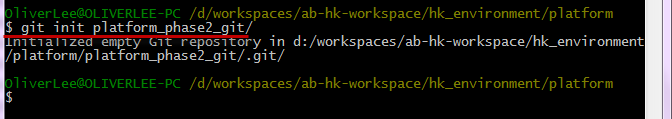 OliverLee@OLIVERLEE-PC /d/workspaces/ab-hk-workspace/hk_environment/platform
$ git init platform_phase2_git/
Initialized empty Git repository in d:/workspaces/ab-hk-workspace/hk_environment
/platform/platform_phase2_git/.git/
OliverLee@OLIVERLEE-PC /d/workspaces/ab-hk-workspace/hk_environment/platform
$